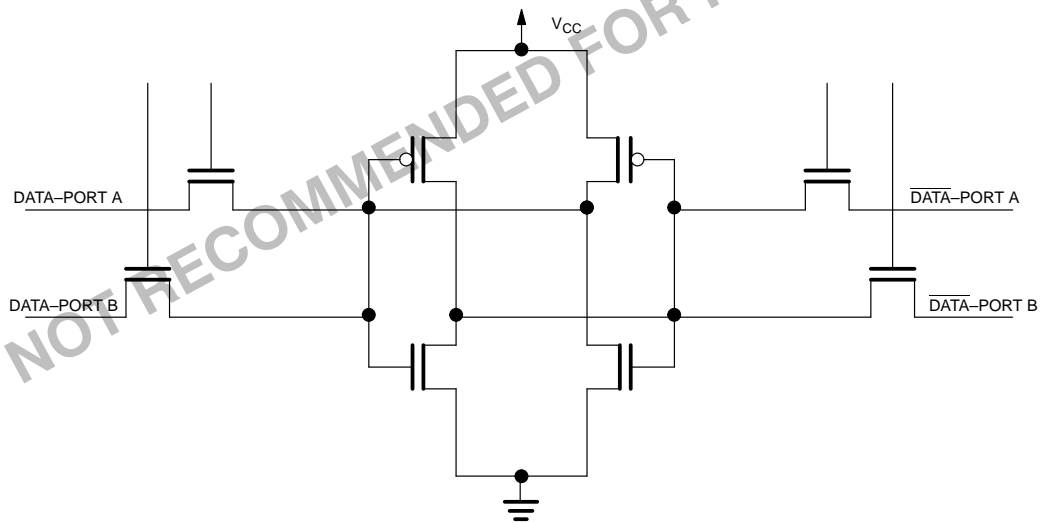 NOT RECOMMENDED FOR
V_CC
DATA–PORT A
D̅A̅T̅A̅–PORT A
DATA–PORT B
D̅A̅T̅A̅–PORT B